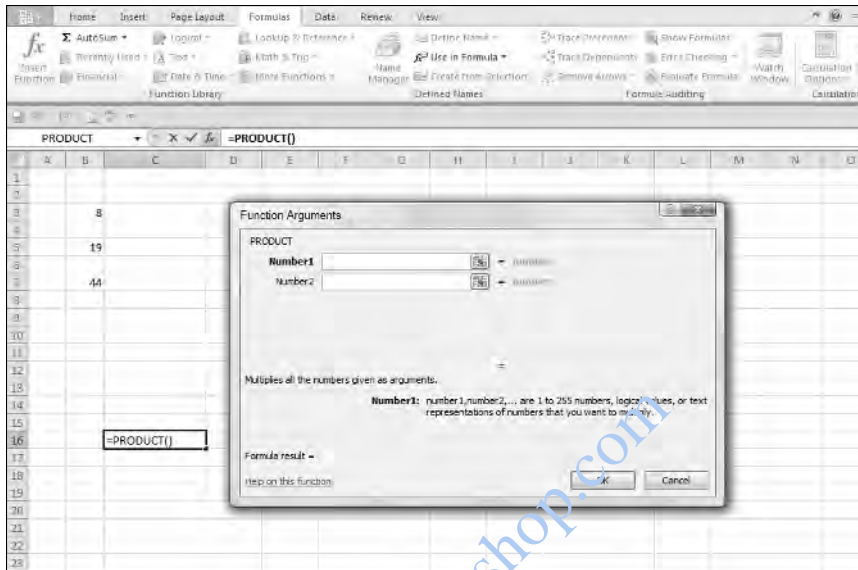 Home Insert Page Layout Formulas Data Review View
Σ AutoSum Logical Lookup & Reference Define Name Trace Precedents Show Formulas
fx Recently Used Text Math & Trig Name Manager Use in Formula Trace Dependents Error Checking Watch Window Calculation Options
Insert Function Financial Date & Time More Functions Create from Selection Remove Arrows Evaluate Formula
Function Library Defined Names Formula Auditing Calculation
PRODUCT fx =PRODUCT()
A B C D E F G H I J K L M N O
1
2
3 8
4
5 19
6
7 44
8
9
10
11
12
13
14
15
16 =PRODUCT()
17
18
19
20
21
22
23
Function Arguments
PRODUCT
Number1 = number
Number2 = number
=
Multiplies all the numbers given as arguments.
Number1: number1,number2,... are 1 to 255 numbers, logical values, or text
representations of numbers that you want to multiply.
Formula result =
Help on this function OK Cancel
shop.com